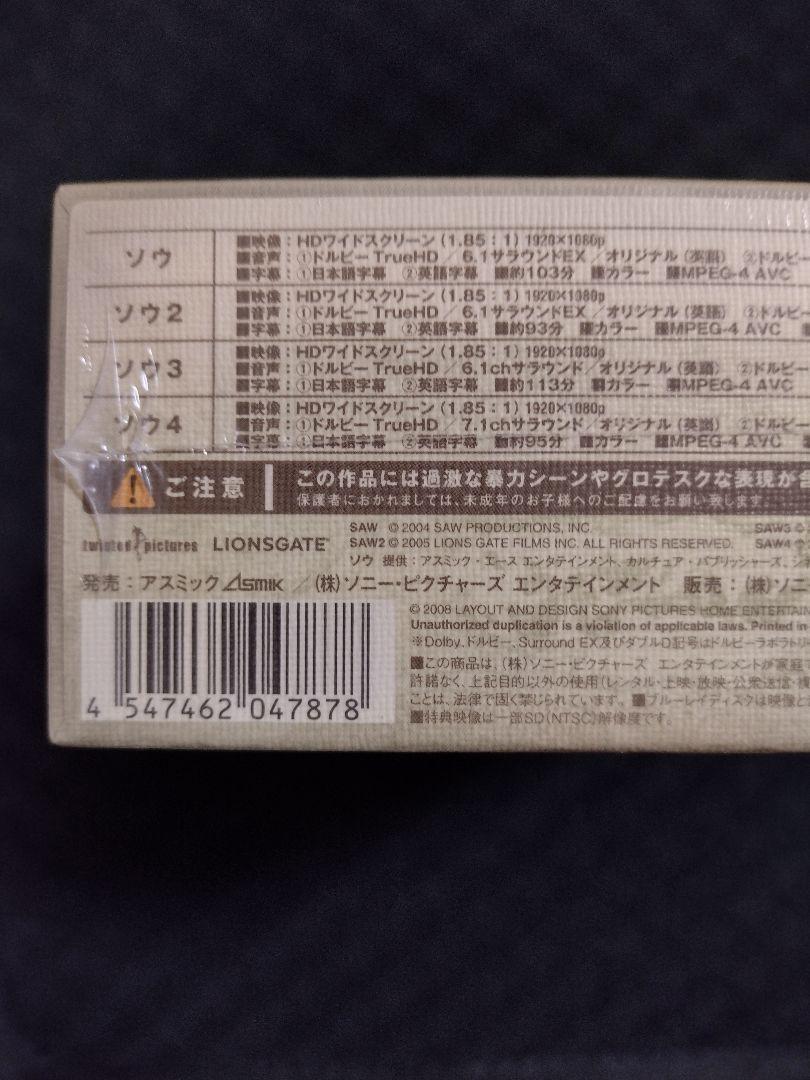 ソウ
■映像：HDワイドスクリーン（1.85：1）1920×1080p
■音声：①ドルビー TrueHD／6.1サラウンドEX／オリジナル（英語） ②ドルビー
■字幕：①日本語字幕 ②英語字幕 ■約103分 ■カラー ■MPEG-4 AVC
ソウ2
■映像：HDワイドスクリーン（1.85：1）1920×1080p
■音声：①ドルビー TrueHD／6.1サラウンドEX／オリジナル（英語） ②ドルビー
■字幕：①日本語字幕 ②英語字幕 ■約93分 ■カラー ■MPEG-4 AVC
ソウ3
■映像：HDワイドスクリーン（1.85：1）1920×1080p
■音声：①ドルビー TrueHD／6.1chサラウンド／オリジナル（英語） ②ドルビー
■字幕：①日本語字幕 ②英語字幕 ■約113分 ■カラー ■MPEG-4 AVC
ソウ4
■映像：HDワイドスクリーン（1.85：1）1920×1080p
■音声：①ドルビー TrueHD／7.1chサラウンド／オリジナル（英語） ②ドルビー
■字幕：①日本語字幕 ②英語字幕 ■約95分 ■カラー ■MPEG-4 AVC
ご注意
この作品には過激な暴力シーンやグロテスクな表現が
保護者におかれましては、未成年のお子様へのご配慮をお願い致します。
twisted pictures LIONSGATE
SAW © 2004 SAW PRODUCTIONS, INC. SAW3 ©
SAW2 © 2005 LIONS GATE FILMS INC. ALL RIGHTS RESERVED. SAW4
ソウ 提供：アスミック・エース エンタテインメント、カルチュア・パブリッシャーズ、
発売：アスミック Asmik／（株）ソニー・ピクチャーズ エンタテインメント 販売：（株）ソニ
© 2008 LAYOUT AND DESIGN SONY PICTURES HOME ENTERTAIN
Unauthorized duplication is a violation of applicable laws. Printed in
※Dolby、ドルビー、Surround EX及びダブルD記号はドルビーラボラトリ
■この商品は、（株）ソニー・ピクチャーズ エンタテインメントが家庭
許諾なく、上記目的以外の使用（レンタル・上映・放映・公衆送信・
ことは、法律で固く禁じられています。■ブルーレイディスクは映像と
■特典映像は一部SD（NTSC）解像度です。
4 547462 047878